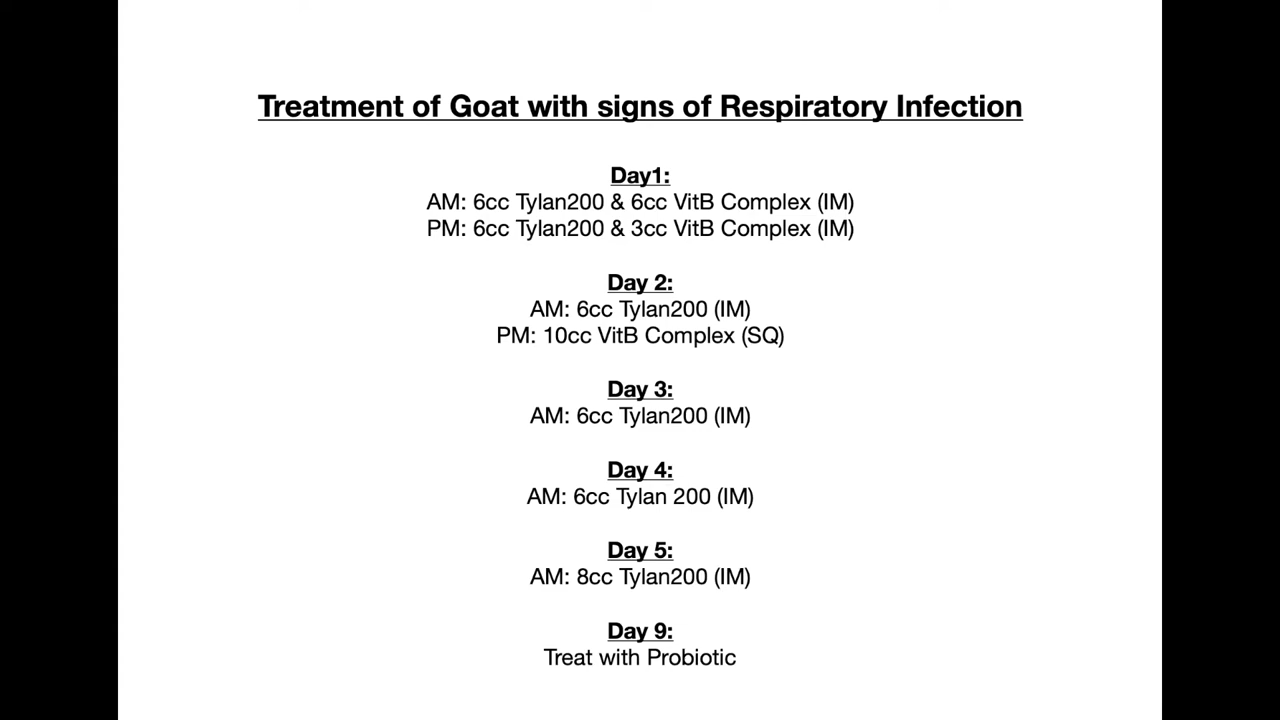 Treatment of Goat with signs of Respiratory Infection
Day1:
AM: 6cc Tylan200 & 6cc VitB Complex (IM)
PM: 6cc Tylan200 & 3cc VitB Complex (IM)
Day 2:
AM: 6cc Tylan200 (IM)
PM: 10cc VitB Complex (SQ)
Day 3:
AM: 6cc Tylan200 (IM)
Day 4:
AM: 6cc Tylan 200 (IM)
Day 5:
AM: 8cc Tylan200 (IM)
Day 9:
Treat with Probiotic